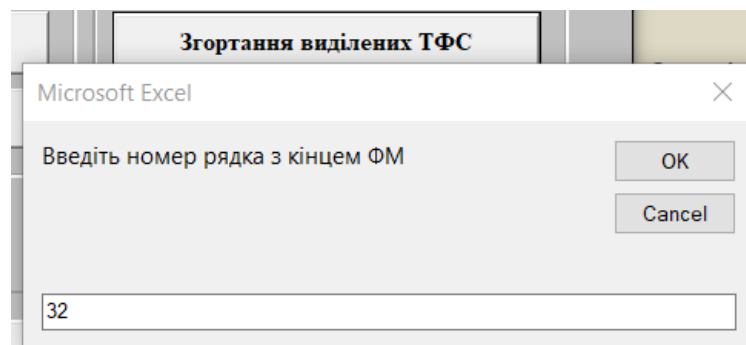 Згортання виділених ТФС
Microsoft Excel
Введіть номер рядка з кінцем ФМ
OK
Cancel
32